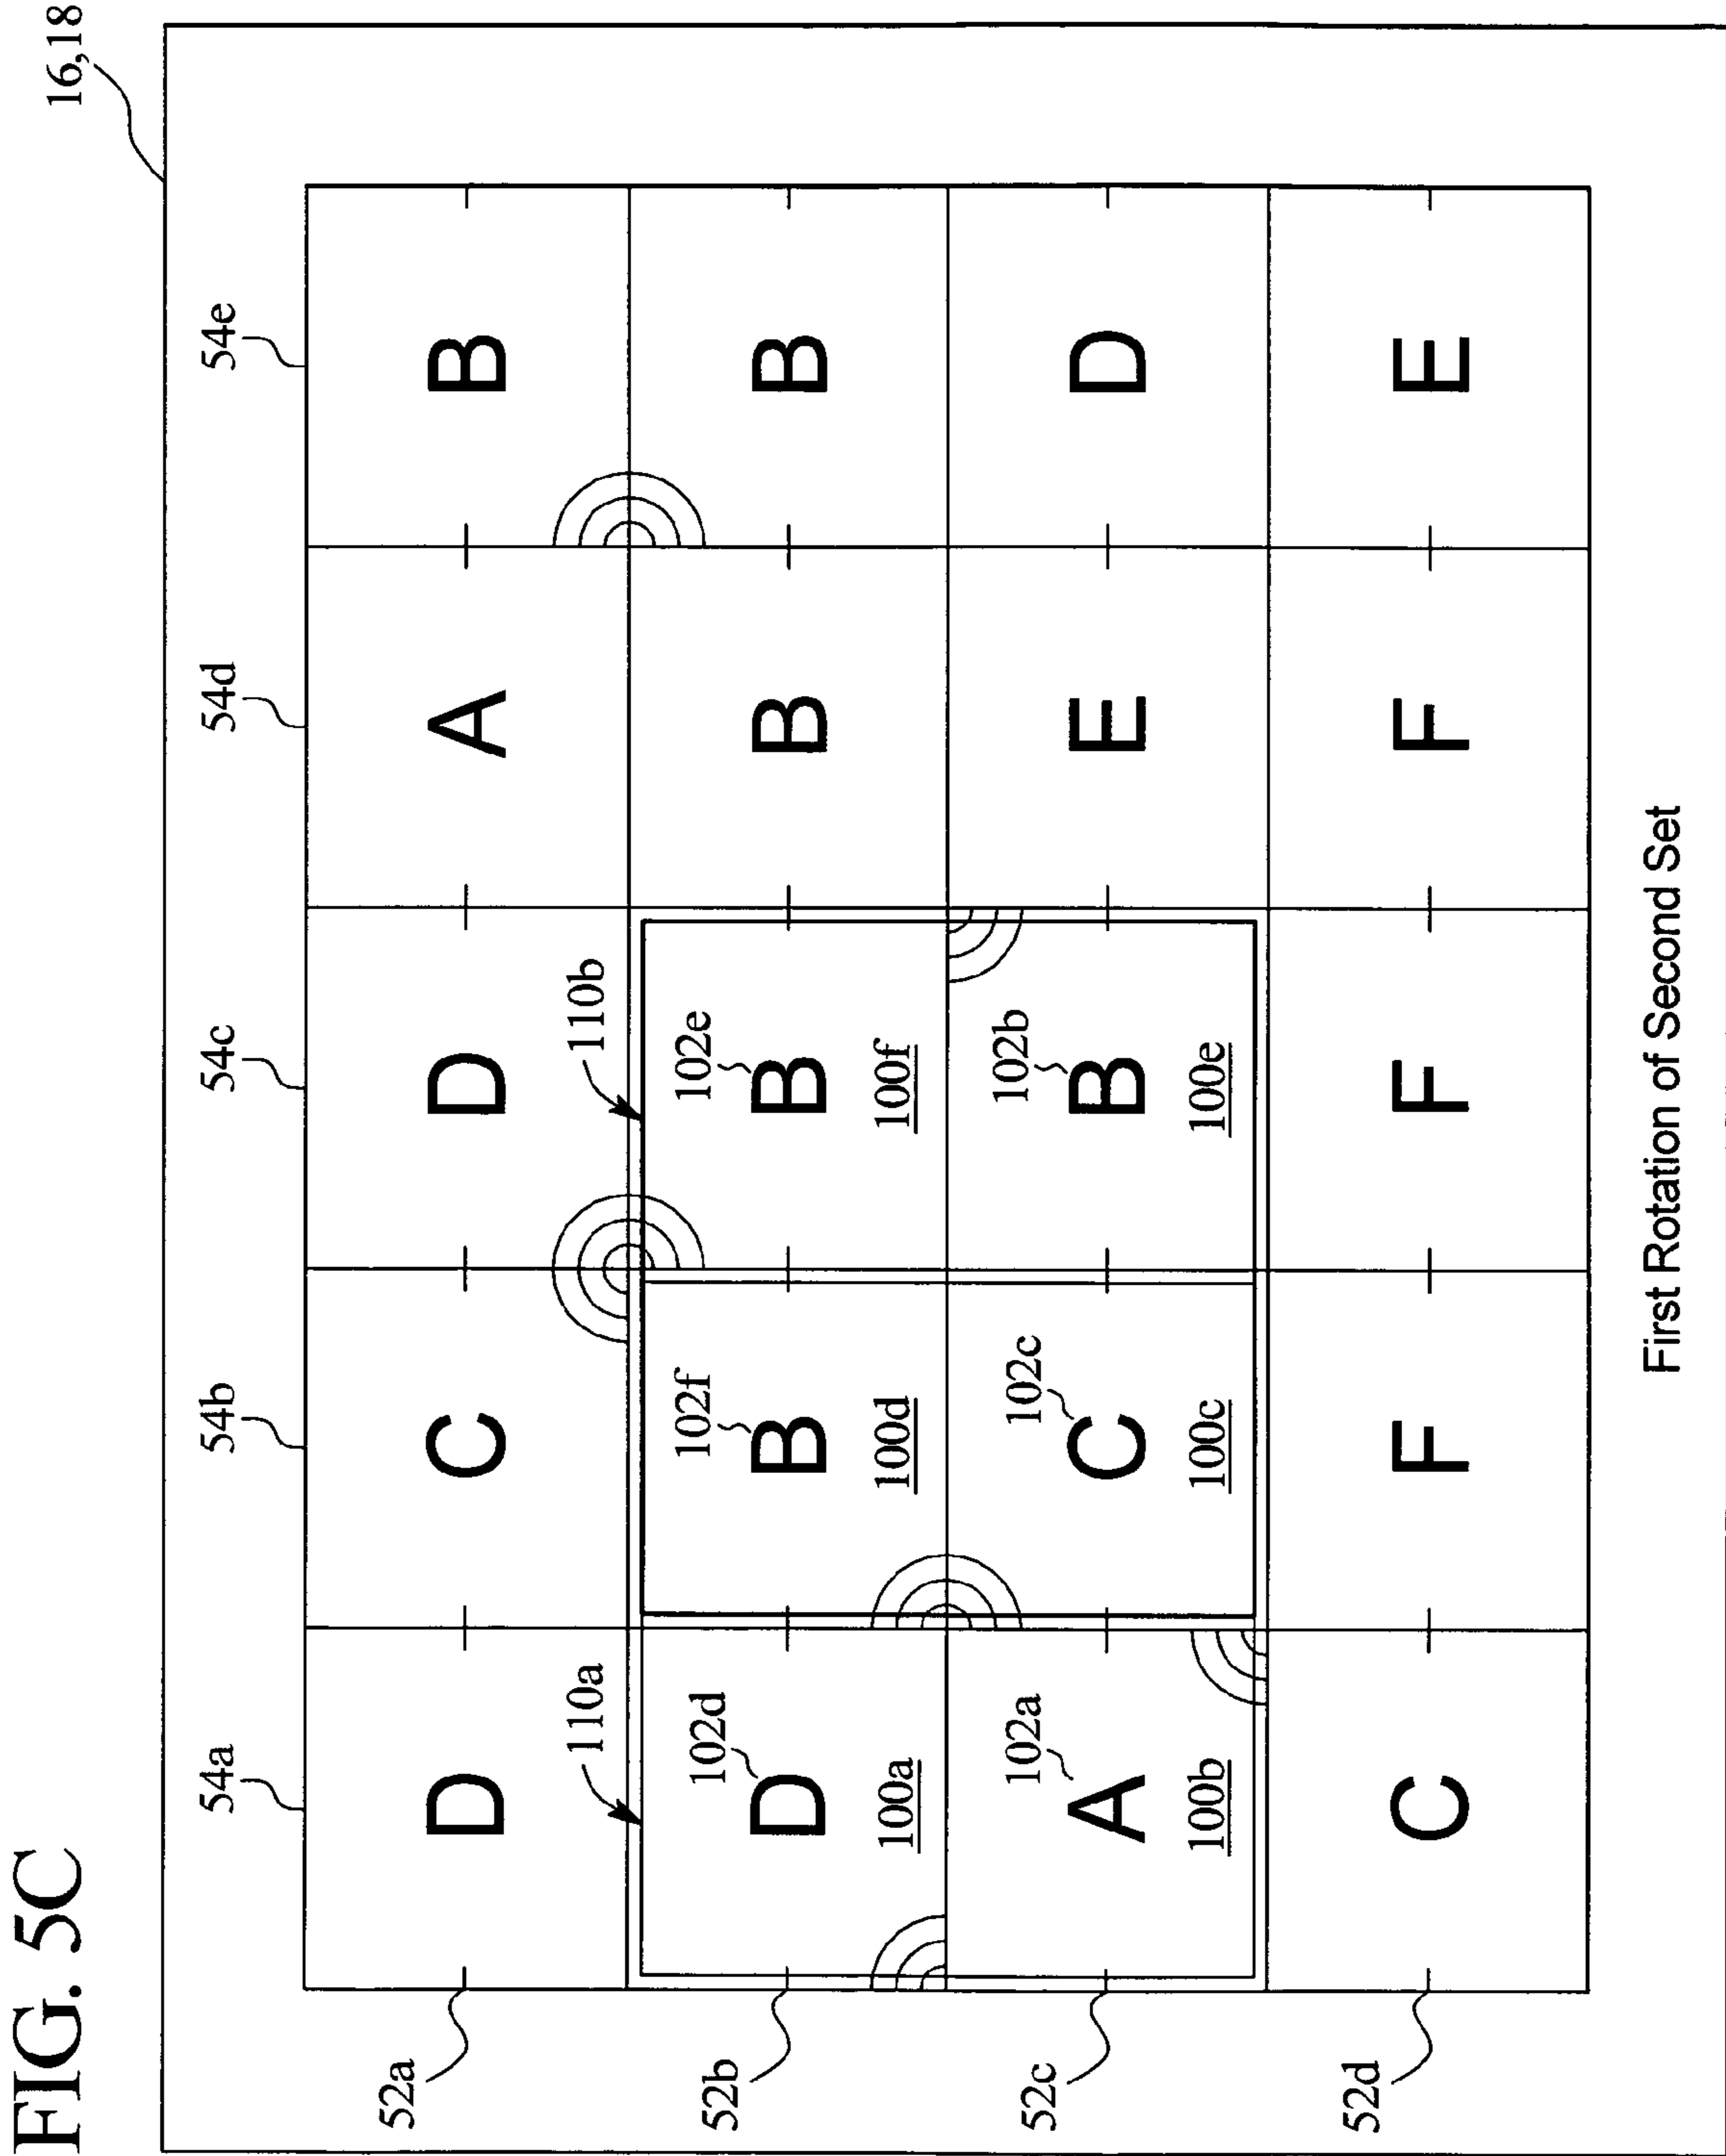 FIG. 5C
16,18
54a 54b 54c 54d 54e
52a D C D A B
110a 110b
52b 102d D 100a 102f B 100d 102e B 100f B B
52c 102a A 100b 102c C 100c 102b B 100e E D
52d C F F F E
First Rotation of Second Set